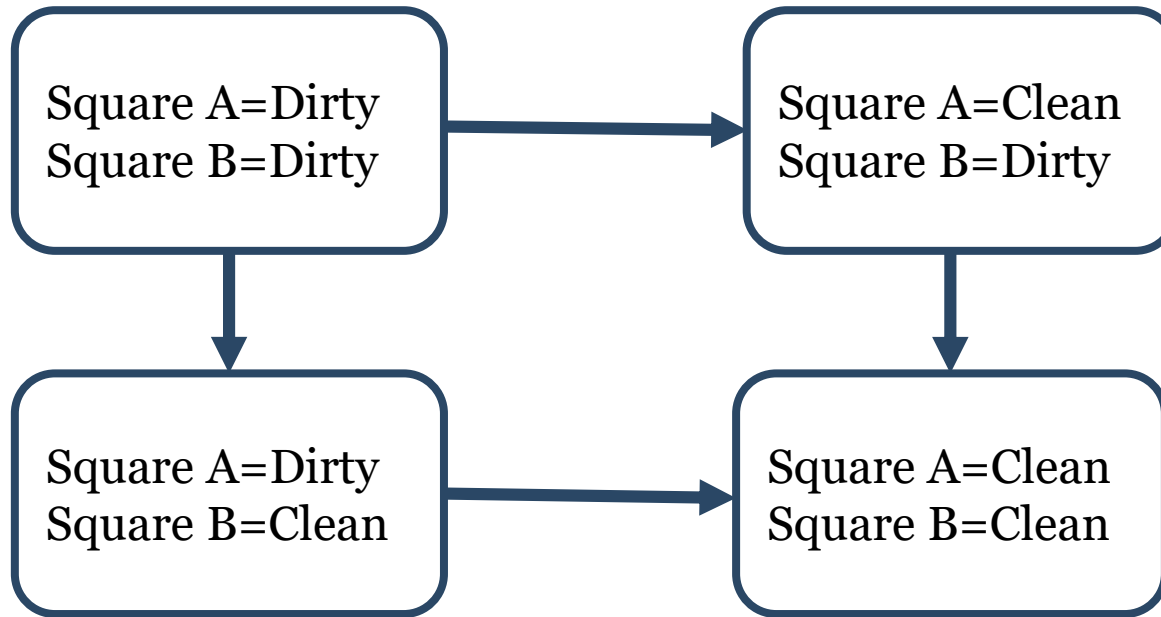 Square A=Dirty
Square B=Dirty
Square A=Clean
Square B=Dirty
Square A=Dirty
Square B=Clean
Square A=Clean
Square B=Clean